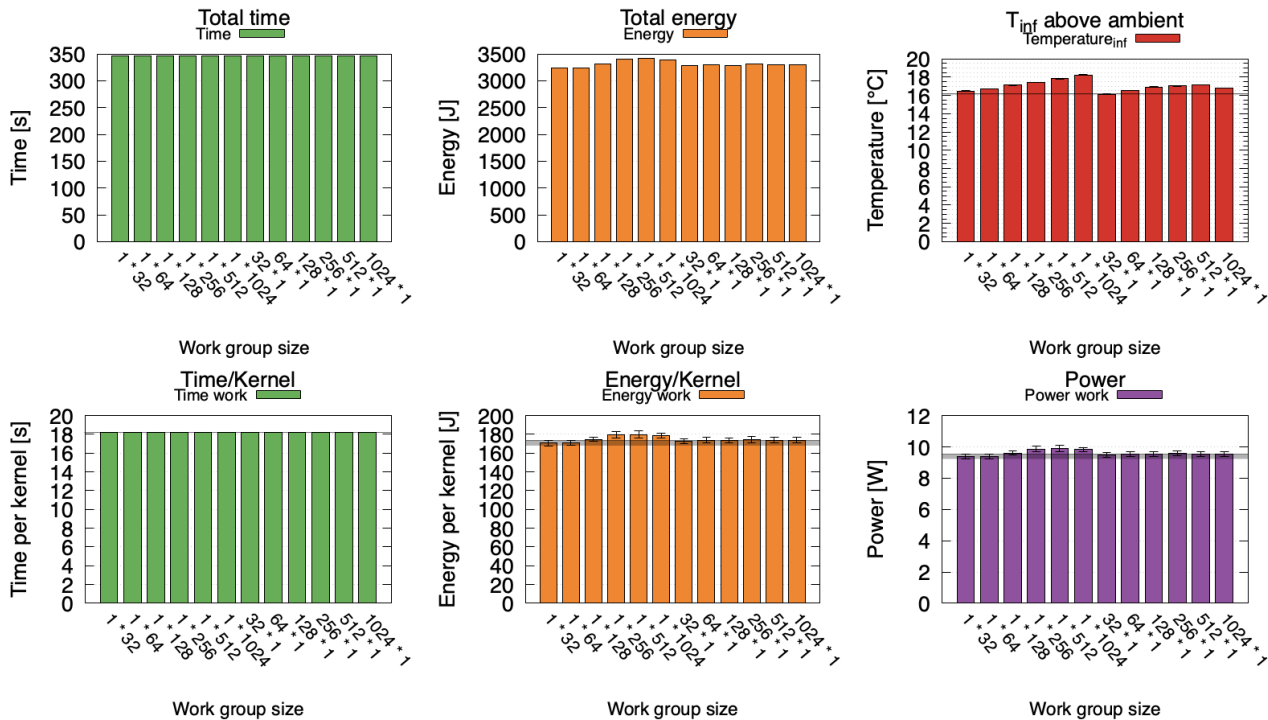 Total time
Time
Time [s]
350
300
250
200
150
100
50
0
1 * 32
1 * 64
1 * 128
1 * 256
1 * 512
1 * 1024
32 * 1
64 * 1
128 * 1
256 * 1
512 * 1
1024 * 1
Work group size
Total energy
Energy
Energy [J]
3500
3000
2500
2000
1500
1000
500
0
1 * 32
1 * 64
1 * 128
1 * 256
1 * 512
1 * 1024
32 * 1
64 * 1
128 * 1
256 * 1
512 * 1
1024 * 1
Work group size
Tinf above ambient
Temperatureinf
Temperature [°C]
20
18
16
14
12
10
8
6
4
2
0
1 * 32
1 * 64
1 * 128
1 * 256
1 * 512
1 * 1024
32 * 1
64 * 1
128 * 1
256 * 1
512 * 1
1024 * 1
Work group size
Time/Kernel
Time work
Time per kernel [s]
20
18
16
14
12
10
8
6
4
2
0
1 * 32
1 * 64
1 * 128
1 * 256
1 * 512
1 * 1024
32 * 1
64 * 1
128 * 1
256 * 1
512 * 1
1024 * 1
Work group size
Energy/Kernel
Energy work
Energy per kernel [J]
200
180
160
140
120
100
80
60
40
20
0
1 * 32
1 * 64
1 * 128
1 * 256
1 * 512
1 * 1024
32 * 1
64 * 1
128 * 1
256 * 1
512 * 1
1024 * 1
Work group size
Power
Power work
Power [W]
12
10
8
6
4
2
0
1 * 32
1 * 64
1 * 128
1 * 256
1 * 512
1 * 1024
32 * 1
64 * 1
128 * 1
256 * 1
512 * 1
1024 * 1
Work group size